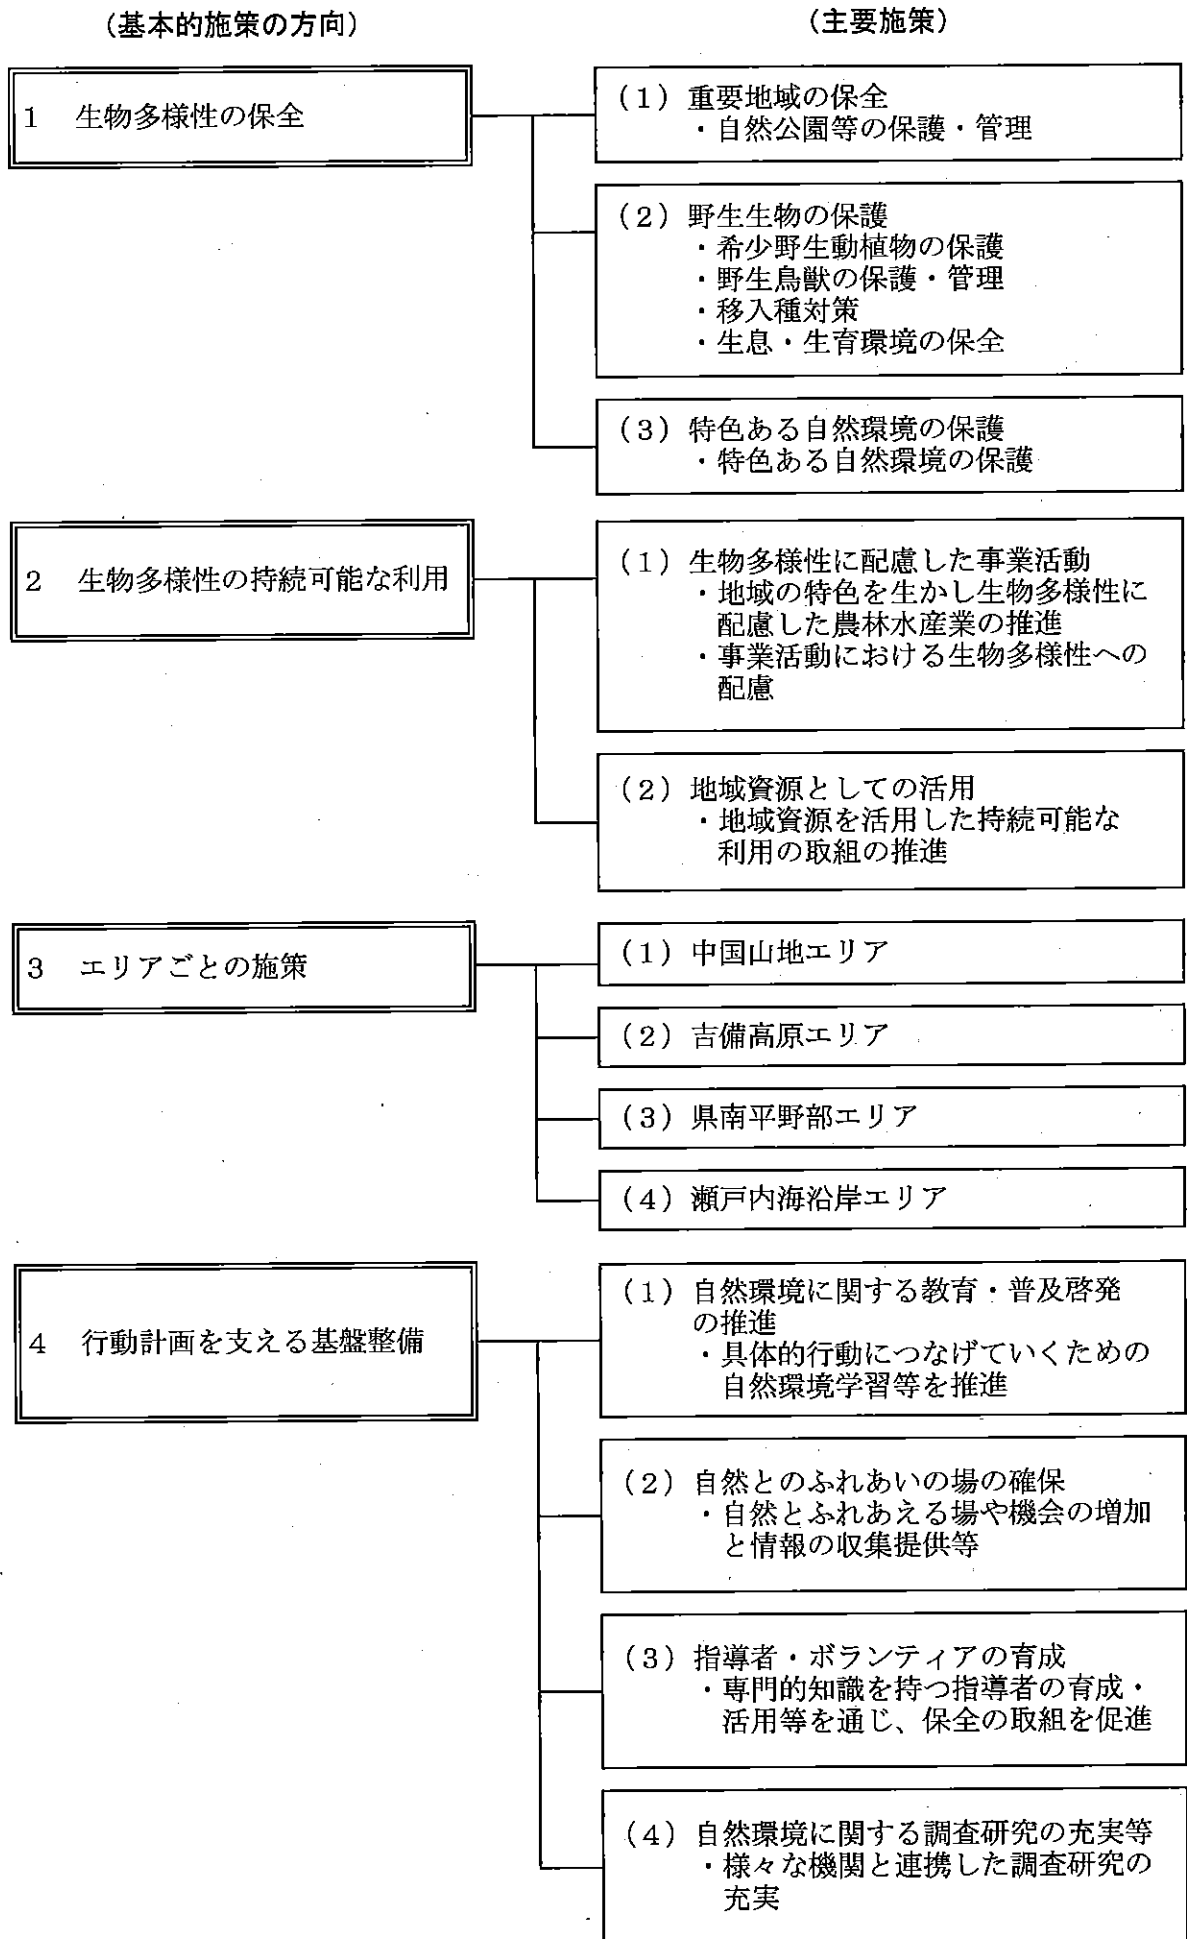 （基本的施策の方向）
（主要施策）
1　生物多様性の保全
（1）重要地域の保全
・自然公園等の保護・管理
（2）野生生物の保護
・希少野生動植物の保護
・野生鳥獣の保護・管理
・移入種対策
・生息・生育環境の保全
（3）特色ある自然環境の保護
・特色ある自然環境の保護
2　生物多様性の持続可能な利用
（1）生物多様性に配慮した事業活動
・地域の特色を生かし生物多様性に
配慮した農林水産業の推進
・事業活動における生物多様性への
配慮
（2）地域資源としての活用
・地域資源を活用した持続可能な
利用の取組の推進
3　エリアごとの施策
（1）中国山地エリア
（2）吉備高原エリア
（3）県南平野部エリア
（4）瀬戸内海沿岸エリア
4　行動計画を支える基盤整備
（1）自然環境に関する教育・普及啓発
の推進
・具体的行動につなげていくための
自然環境学習等を推進
（2）自然とのふれあいの場の確保
・自然とふれあえる場や機会の増加
と情報の収集提供等
（3）指導者・ボランティアの育成
・専門的知識を持つ指導者の育成・
活用等を通じ、保全の取組を促進
（4）自然環境に関する調査研究の充実等
・様々な機関と連携した調査研究の
充実